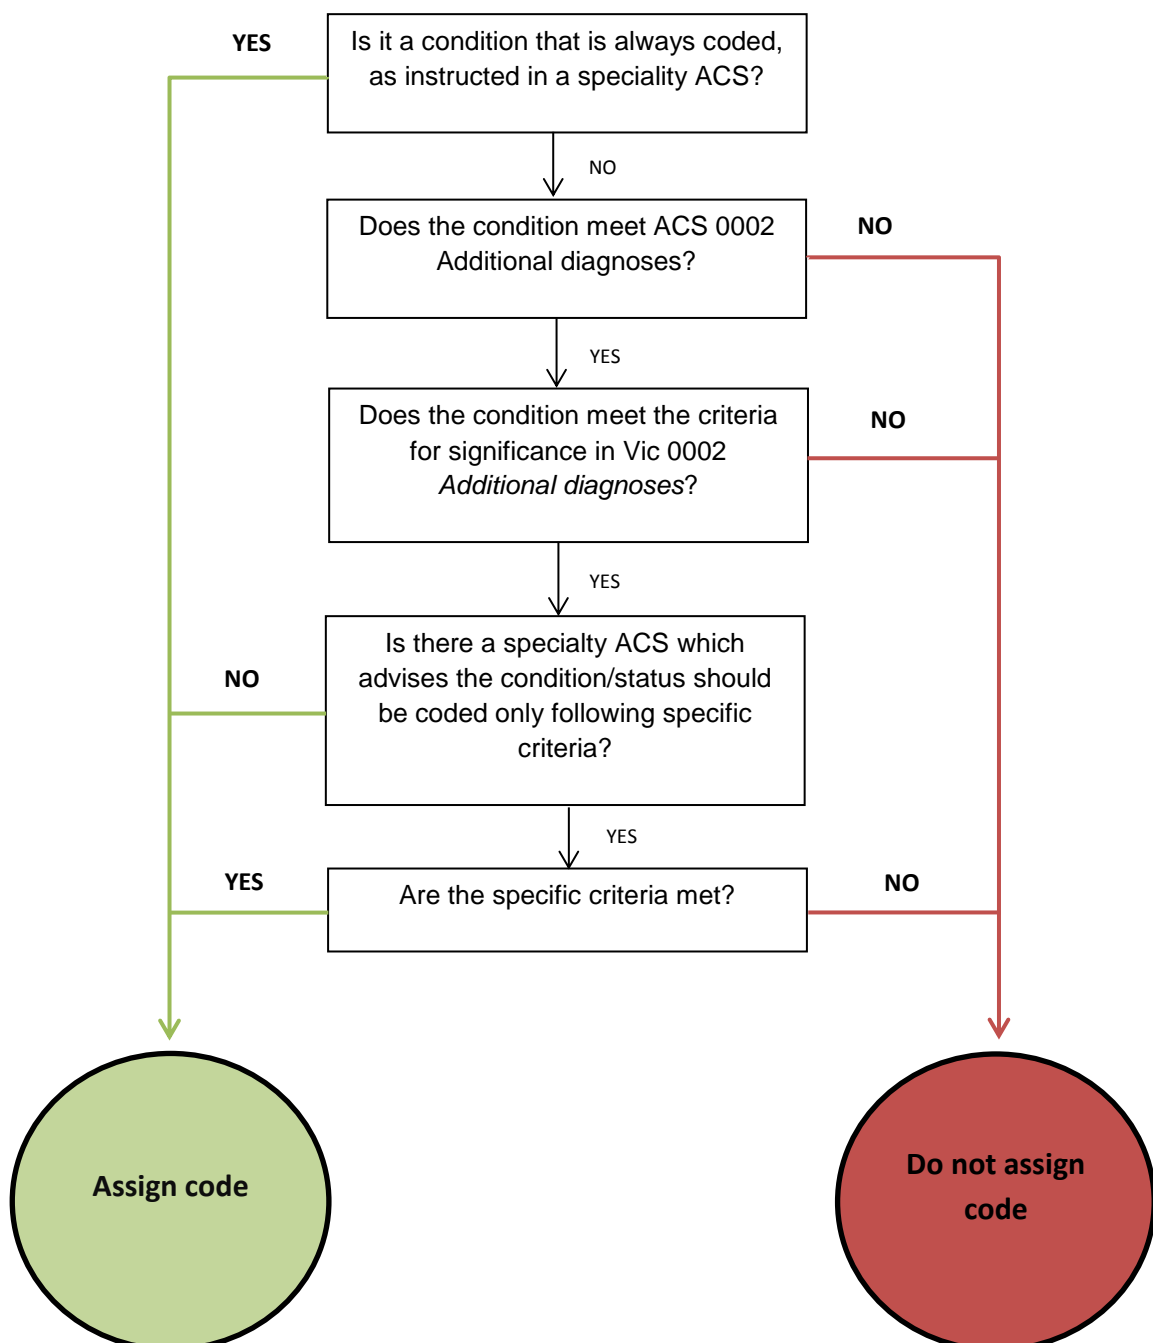 YES
Is it a condition that is always coded,
as instructed in a speciality ACS?
NO
Does the condition meet ACS 0002
Additional diagnoses?
NO
YES
Does the condition meet the criteria
for significance in Vic 0002
Additional diagnoses?
NO
YES
Is there a specialty ACS which
advises the condition/status should
be coded only following specific
criteria?
NO
YES
YES
Are the specific criteria met?
NO
Assign code
Do not assign
code